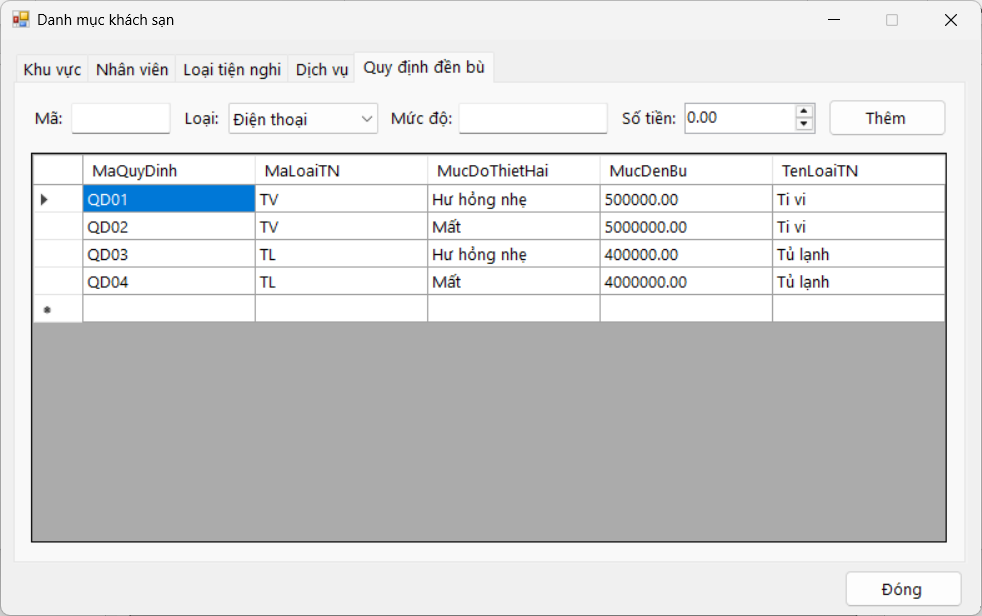 Danh mục khách sạn
Khu vực Nhân viên Loại tiện nghi Dịch vụ Quy định đền bù
Mã: Loại: Điện thoại Mức độ: Số tiền: 0.00 Thêm
MaQuyDinh MaLoaiTN MucDoThietHai MucDenBu TenLoaiTN
QD01 TV Hư hỏng nhẹ 500000.00 Ti vi
QD02 TV Mất 5000000.00 Ti vi
QD03 TL Hư hỏng nhẹ 400000.00 Tủ lạnh
QD04 TL Mất 4000000.00 Tủ lạnh
Đóng